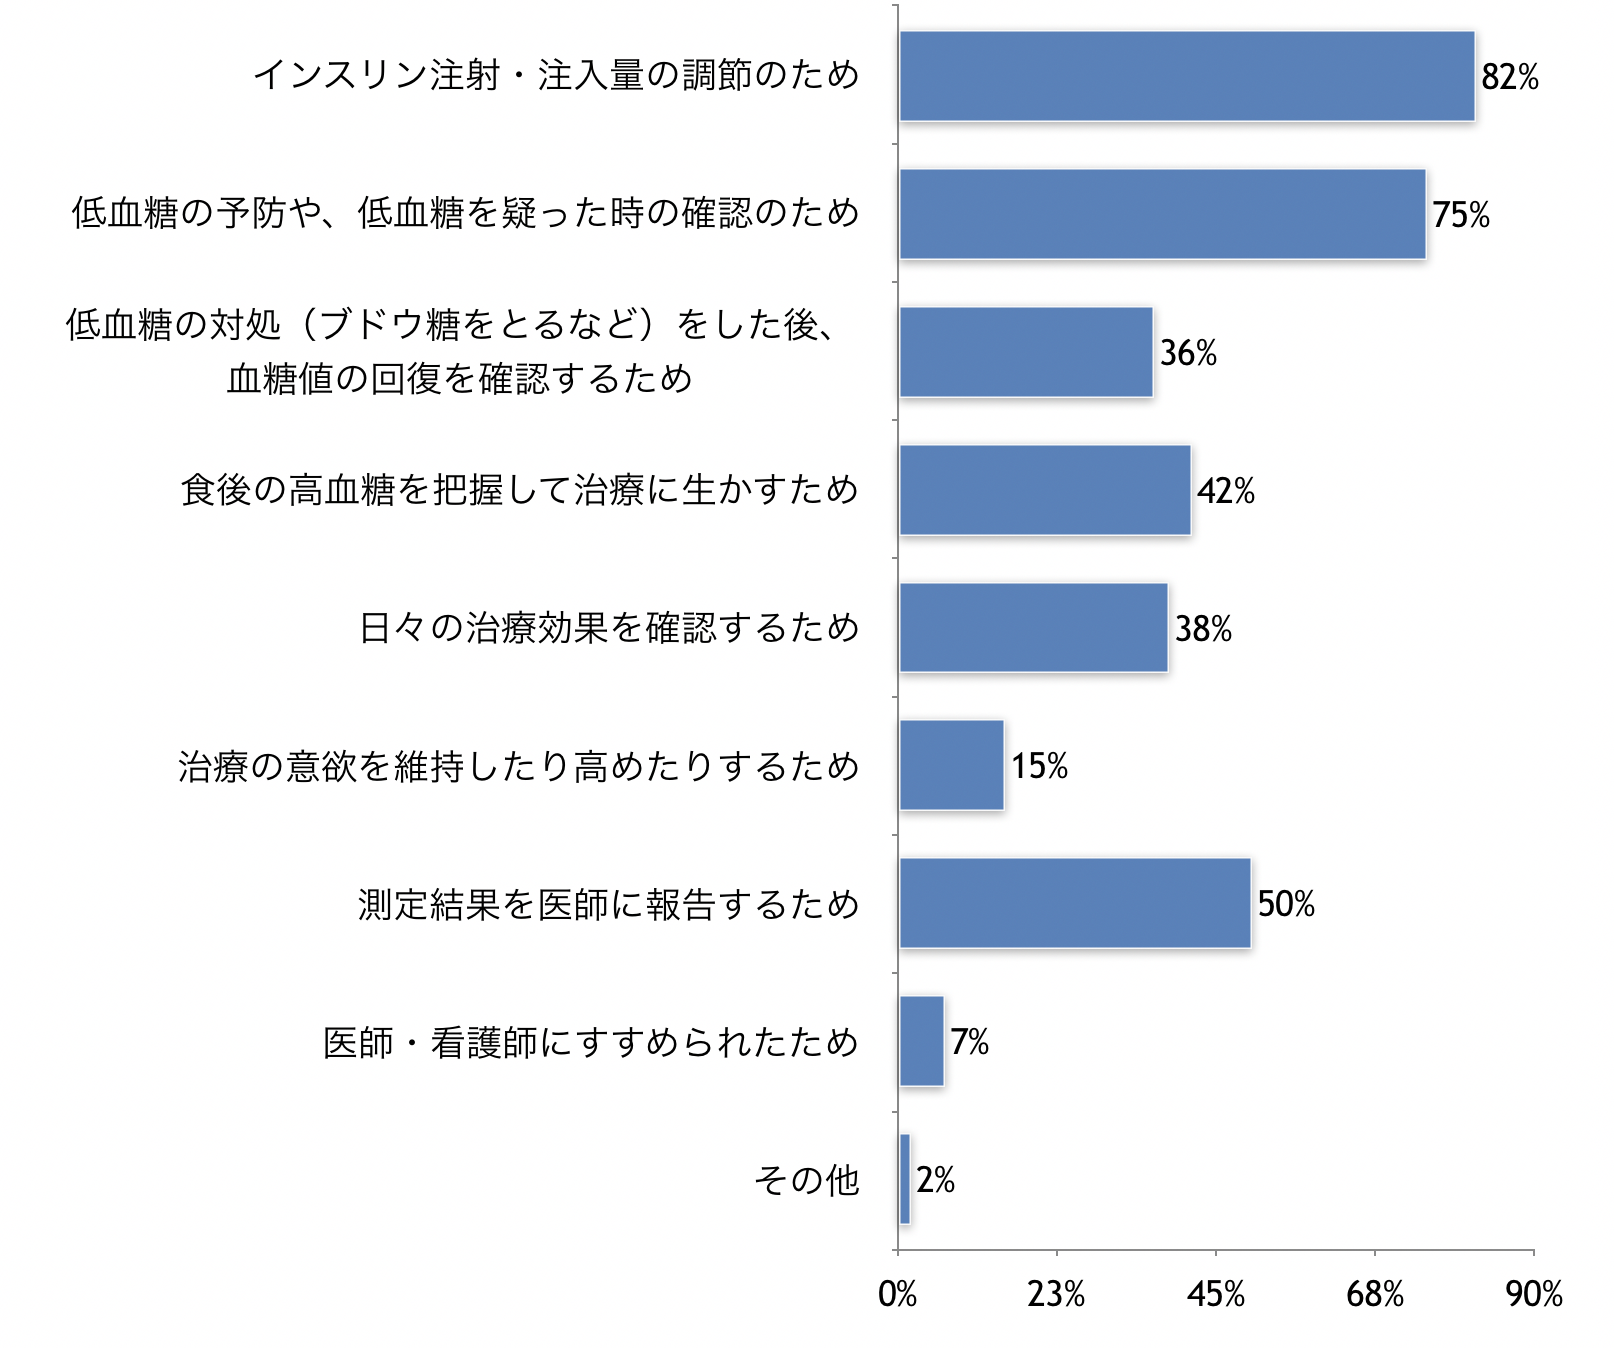 インスリン注射・注入量の調節のため 82%
低血糖の予防や、低血糖を疑った時の確認のため 75%
低血糖の対処（ブドウ糖をとるなど）をした後、
血糖値の回復を確認するため 36%
食後の高血糖を把握して治療に生かすため 42%
日々の治療効果を確認するため 38%
治療の意欲を維持したり高めたりするため 15%
測定結果を医師に報告するため 50%
医師・看護師にすすめられたため 7%
その他 2%
0% 23% 45% 68% 90%